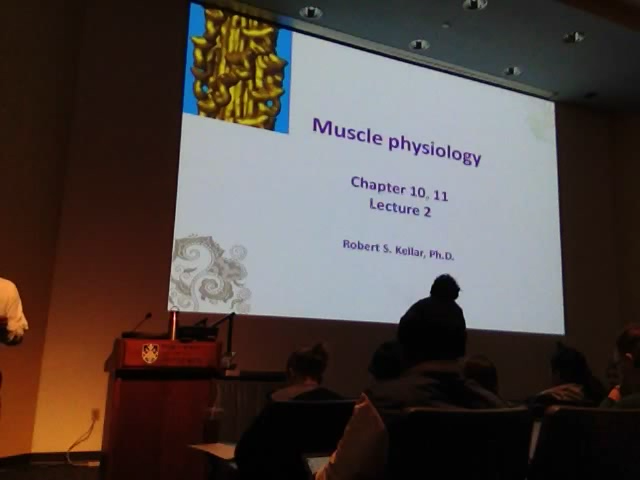 Muscle physiology
Chapter 10, 11
Lecture 2
Robert S. Kellar, Ph.D.